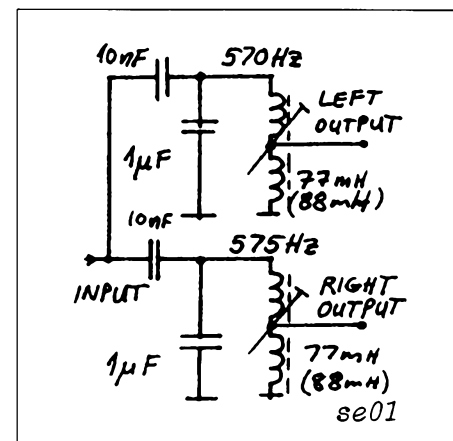 10nF
570HZ
LEFT
OUTPUT
1µF
77mH
(88mH)
10nF
575HZ
INPUT
RIGHT
OUTPUT
1µF
77mH
(88mH)
se01